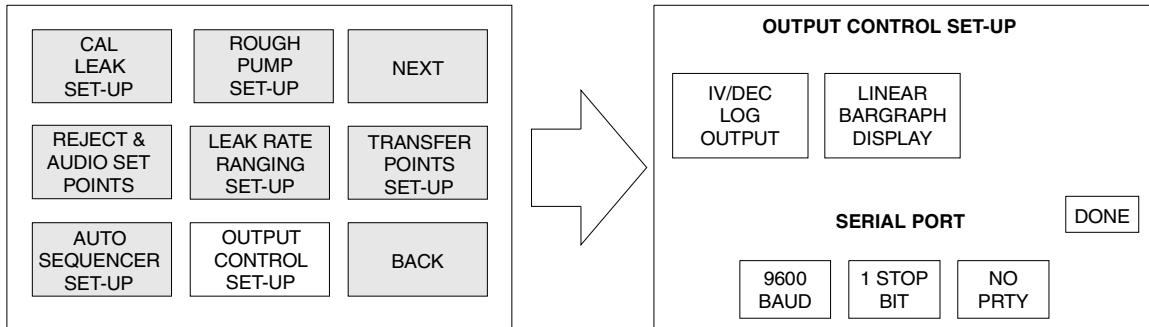 CAL
LEAK
SET-UP
ROUGH
PUMP
SET-UP
NEXT
REJECT &
AUDIO SET
POINTS
LEAK RATE
RANGING
SET-UP
TRANSFER
POINTS
SET-UP
AUTO
SEQUENCER
SET-UP
OUTPUT
CONTROL
SET-UP
BACK
OUTPUT CONTROL SET-UP
IV/DEC
LOG
OUTPUT
LINEAR
BARGRAPH
DISPLAY
SERIAL PORT
DONE
9600
BAUD
1 STOP
BIT
NO
PRTY